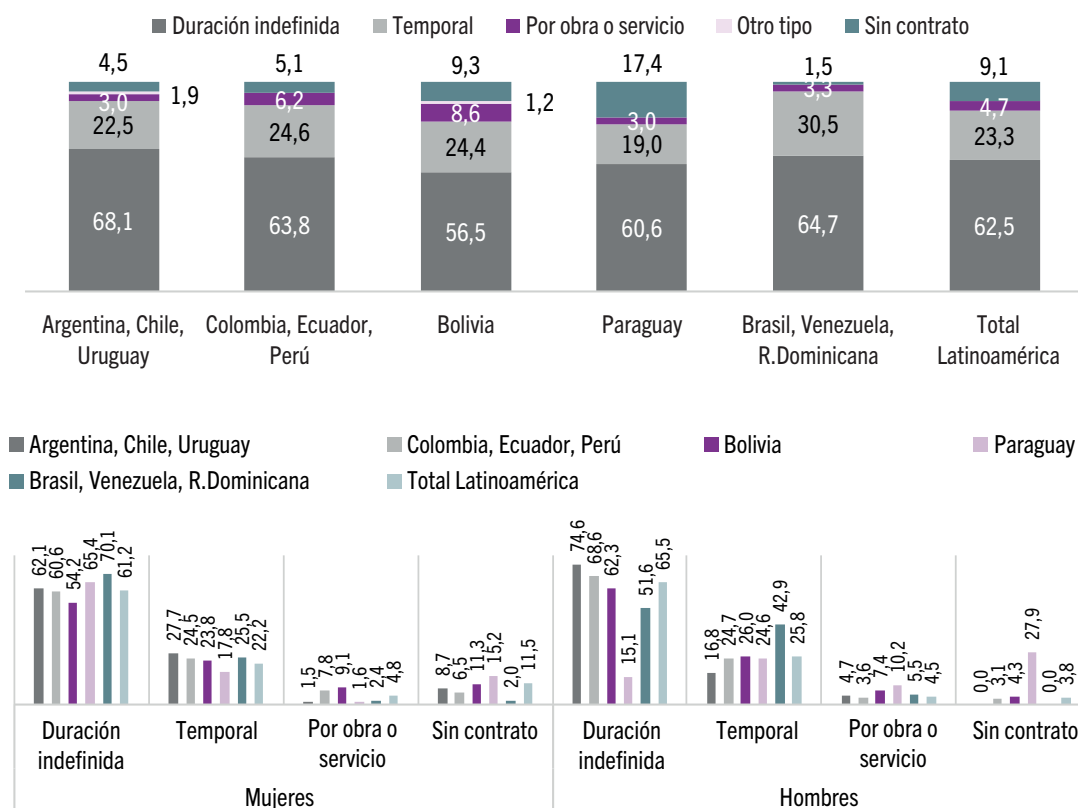 Duración indefinida Temporal Por obra o servicio Otro tipo Sin contrato
4,5 5,1 9,3 17,4 1,5 9,1
3,0 1,9 6,2 8,6 1,2 3,0 3,3 4,7
22,5 24,6 24,4 19,0 30,5 23,3
68,1 63,8 56,5 60,6 64,7 62,5
Argentina, Chile, Colombia, Ecuador, Bolivia Paraguay Brasil, Venezuela, Total
Uruguay Perú R.Dominicana Latinoamérica
Argentina, Chile, Uruguay Colombia, Ecuador, Perú Bolivia Paraguay
Brasil, Venezuela, R.Dominicana Total Latinoamérica
62,1 60,6 54,2 65,4 70,1 61,2 27,7 24,5 23,8 17,8 25,5 22,2 1,5 7,8 9,1 1,6 2,4 4,8 8,7 6,5 11,3 15,2 2,0 11,5 74,6 68,6 62,3 15,1 51,6 65,5 16,8 24,7 26,0 24,6 42,9 25,8 4,7 3,6 7,4 10,2 5,5 4,5 0,0 3,1 4,3 27,9 0,0 3,8
Duración Temporal Por obra o Sin contrato Duración Temporal Por obra o Sin contrato
indefinida servicio indefinida servicio
Mujeres Hombres